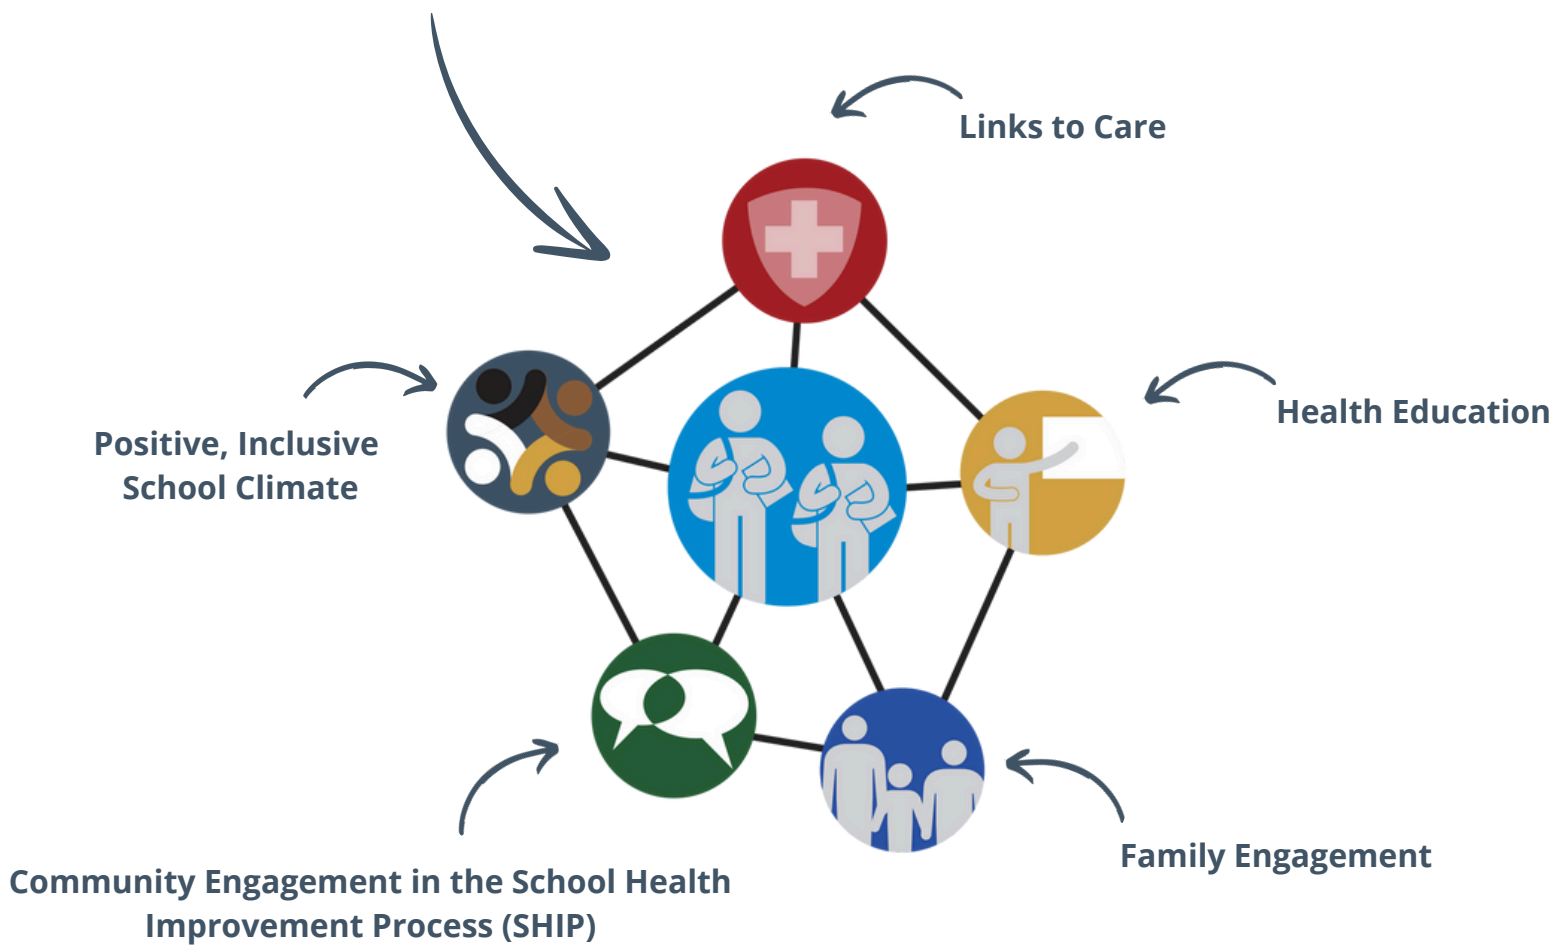 Links to Care
Health Education
Positive, Inclusive
School Climate
Family Engagement
Community Engagement in the School Health
Improvement Process (SHIP)